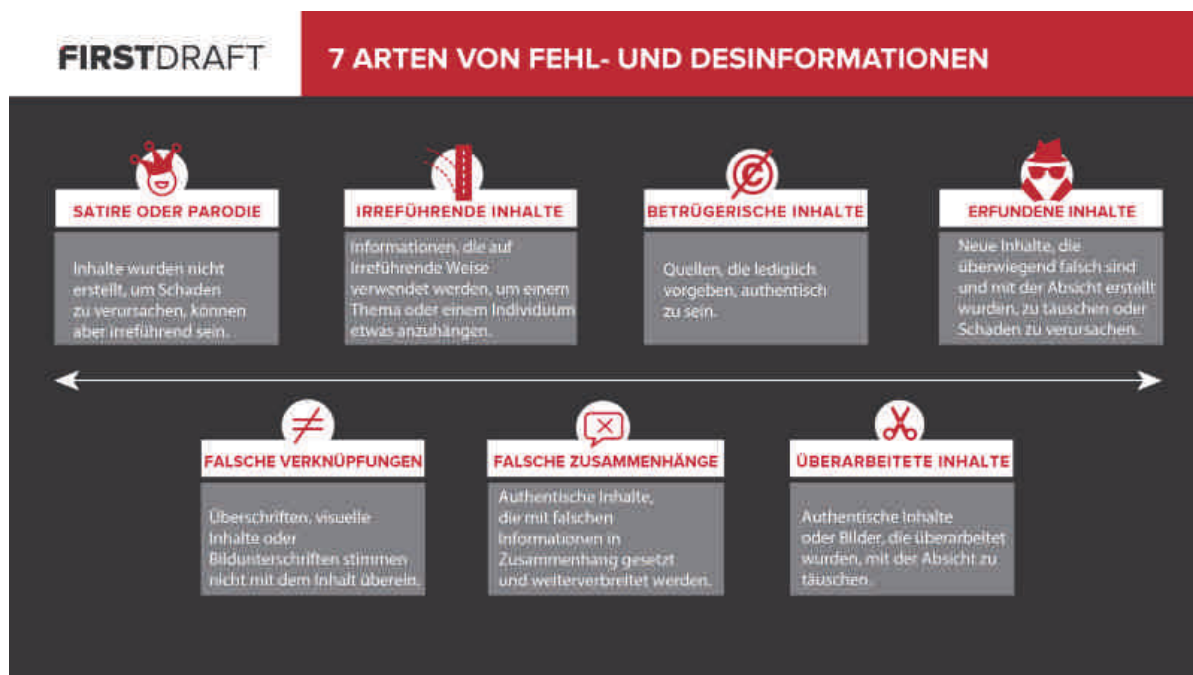 FIRSTDRAFT
7 ARTEN VON FEHL- UND DESINFORMATIONEN
SATIRE ODER PARODIE
Inhalte wurden nicht
erstellt, um Schaden
zu verursachen, können
aber irreführend sein.
IRREFÜHRENDE INHALTE
Informationen, die auf
Irreführende Weise
verwendet werden, um einem
Thema oder einem Individuum
etwas anzuhängen.
BETRÜGERISCHE INHALTE
Quellen, die lediglich
vorgeben, authentisch
zu sein.
ERFUNDENE INHALTE
Neue Inhalte, die
überwiegend falsch sind
und mit der Absicht erstellt
wurden, zu täuschen oder
Schaden zu verursachen.
FALSCHE VERKNÜPFUNGEN
Überschriften, visuelle
Inhalte oder
Bildunterschriften stimmen
nicht mit dem Inhalt überein.
FALSCHE ZUSAMMENHÄNGE
Authentische Inhalte,
die mit falschen
Informationen in
Zusammenhang gesetzt
und weiterverbreitet werden.
ÜBERARBEITETE INHALTE
Authentische Inhalte
oder Bilder, die überarbeitet
wurden, mit der Absicht zu
täuschen.